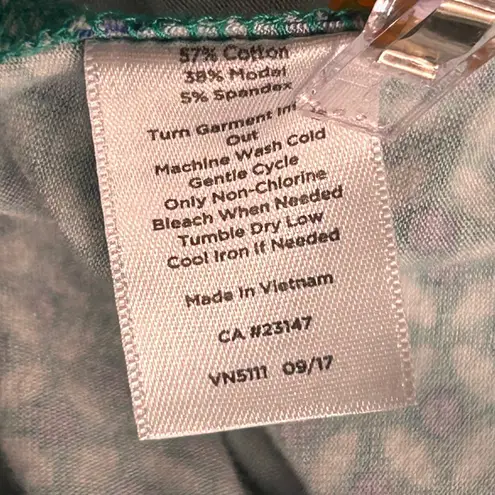 57% Cotton
38% Modal
5% Spandex
Turn Garment
Out
Machine Wash Cold
Gentle Cycle
Only Non-Chlorine
Bleach When Needed
Tumble Dry Low
Cool Iron If Needed
Made In Vietnam
CA #23147
VN5111 09/17